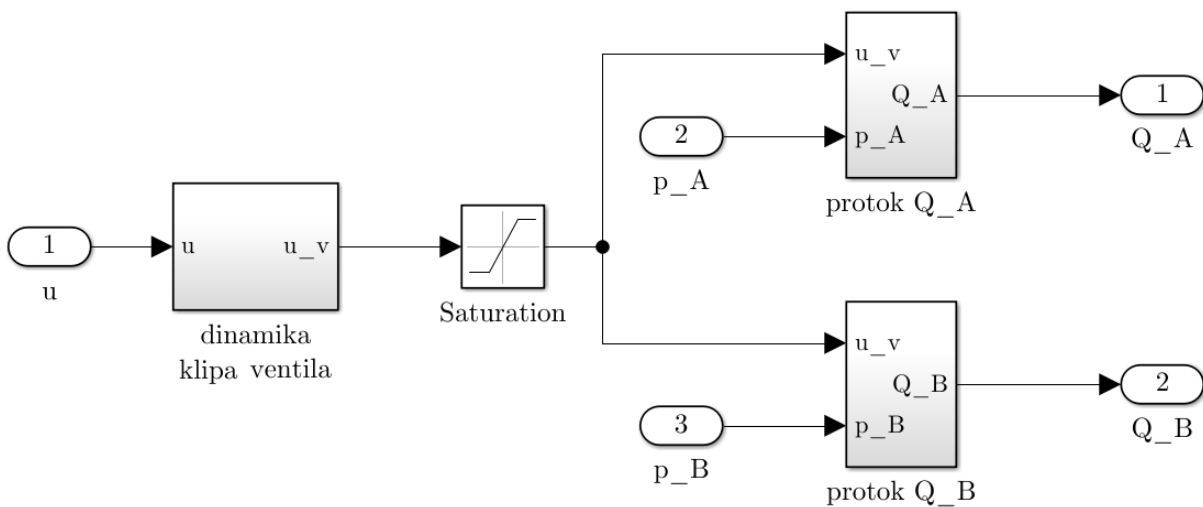 1
u
u
u_v
dinamika
klipa ventila
Saturation
2
p_A
u_v
Q_A
p_A
protok Q_A
1
Q_A
3
p_B
u_v
Q_B
p_B
protok Q_B
2
Q_B